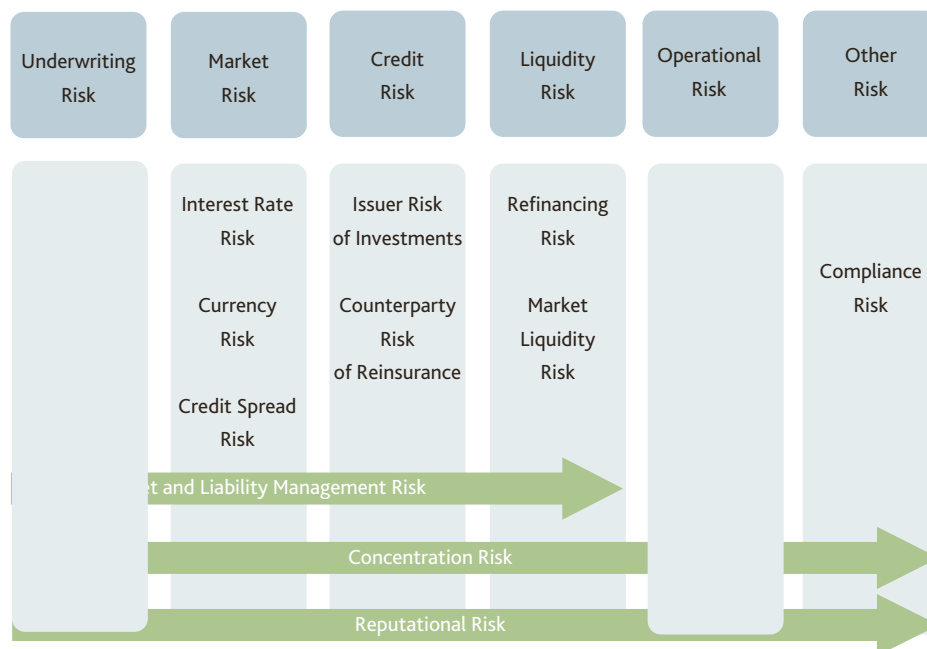 Underwriting
Risk
Market
Risk
Credit
Risk
Liquidity
Risk
Operational
Risk
Other
Risk
Interest Rate
Risk
Currency
Risk
Credit Spread
Risk
Issuer Risk
of Investments
Counterparty
Risk
of Reinsurance
Refinancing
Risk
Market
Liquidity
Risk
Compliance
Risk
and Liability Management Risk
Concentration Risk
Reputational Risk